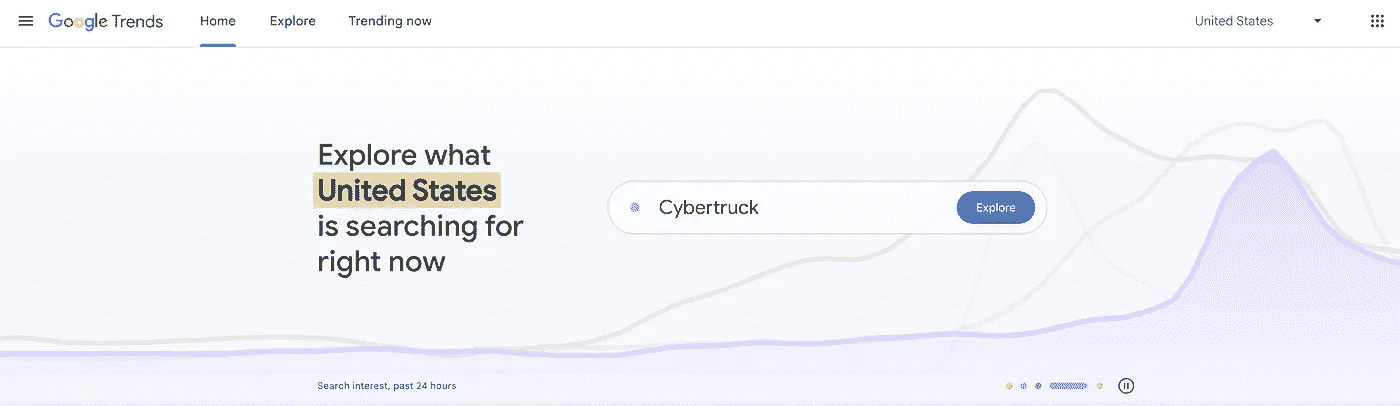 Google Trends Home Explore Trending now United States
Explore what
United States
is searching for
right now
Cybertruck Explore
Search interest, past 24 hours